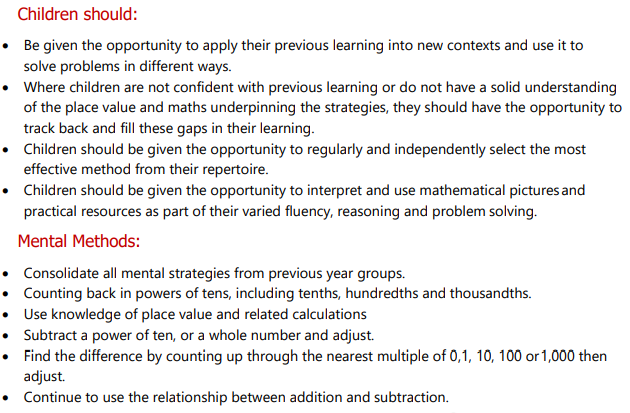 Children should:
• Be given the opportunity to apply their previous learning into new contexts and use it to
solve problems in different ways.
• Where children are not confident with previous learning or do not have a solid understanding
of the place value and maths underpinning the strategies, they should have the opportunity to
track back and fill these gaps in their learning.
• Children should be given the opportunity to regularly and independently select the most
effective method from their repertoire.
• Children should be given the opportunity to interpret and use mathematical pictures and
practical resources as part of their varied fluency, reasoning and problem solving.
Mental Methods:
• Consolidate all mental strategies from previous year groups.
• Counting back in powers of tens, including tenths, hundredths and thousandths.
• Use knowledge of place value and related calculations
• Subtract a power of ten, or a whole number and adjust.
• Find the difference by counting up through the nearest multiple of 0,1, 10, 100 or 1,000 then
adjust.
• Continue to use the relationship between addition and subtraction.